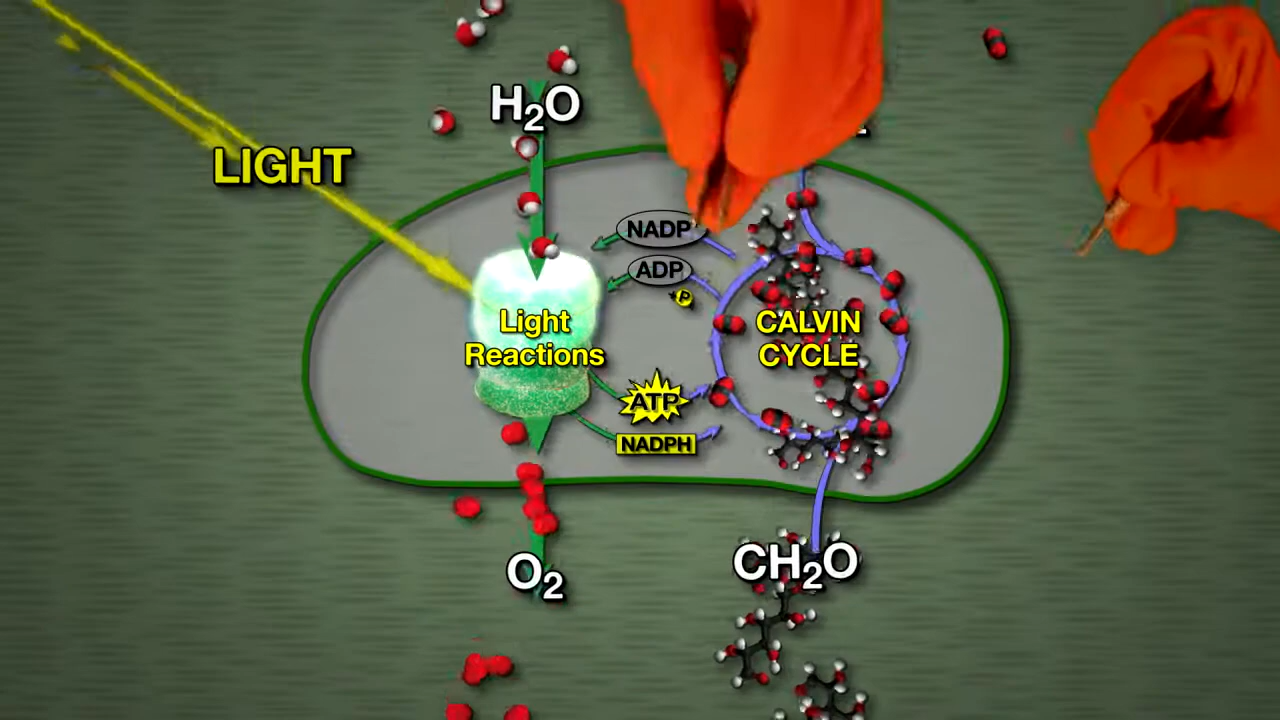 H₂O
LIGHT
NADP
ADP
P
Light
Reactions
CALVIN
CYCLE
ATP
NADPH
O₂
CH₂O